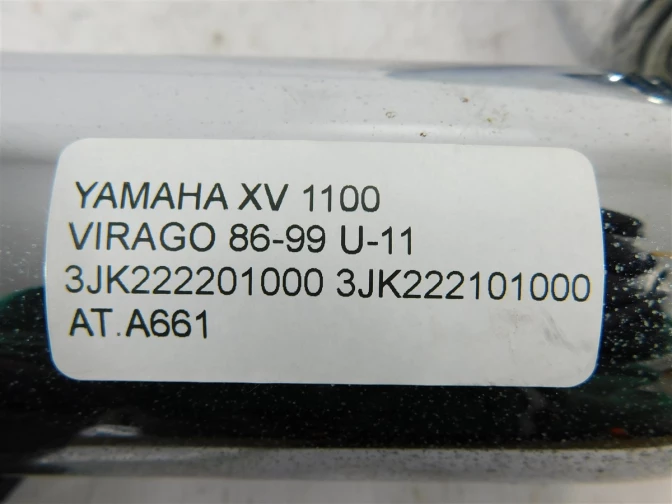 YAMAHA XV 1100
VIRAGO 86-99 U-11
3JK222201000 3JK222101000
AT.A661